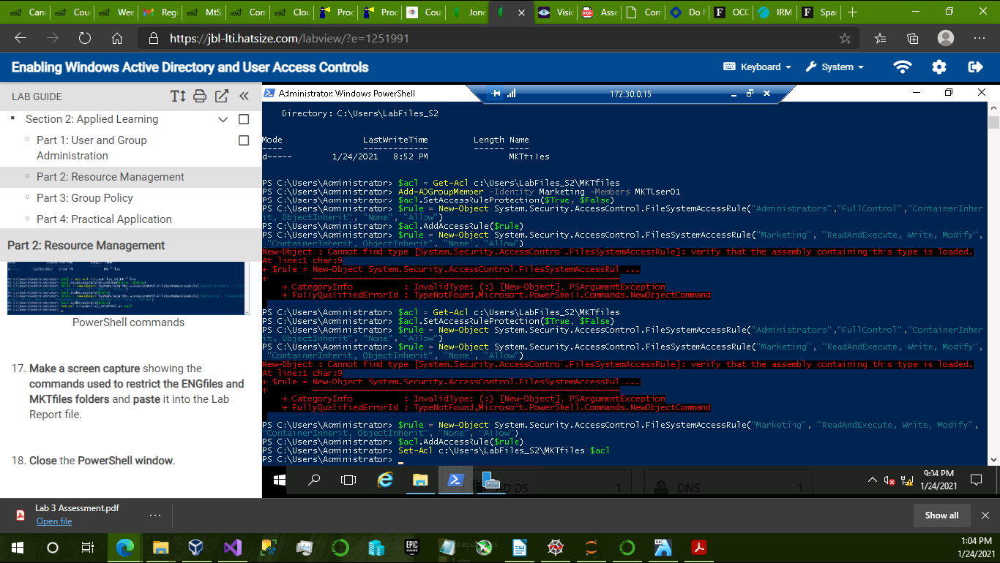 Can
Cour
Wee
Regi
MtS
Con
Clou
Proc
Proc
Cou
Jone
Visio
Asse
Con
Do N
OCC
IRM
Spar
https://jbl-lti.hatsize.com/labview/?e=1251991
Enabling Windows Active Directory and User Access Controls
Keyboard
System
LAB GUIDE
Section 2: Applied Learning
Part 1: User and Group
Administration
Part 2: Resource Management
Part 3: Group Policy
Part 4: Practical Application
Part 2: Resource Management
PowerShell commands
17. Make a screen capture showing the
commands used to restrict the ENGfiles and
MKTfiles folders and paste it into the Lab
Report file.
18. Close the PowerShell window.
Administrator: Windows PowerShell
172.30.0.15
Directory: C:\Users\LabFiles_S2
Mode LastWriteTime Length Name
---- ------------- ------ ----
d----- 1/24/2021 8:52 PM MKTfiles
PS C:\Users\Administrator> $acl = Get-Acl c:\Users\LabFiles_S2\MKTfiles
PS C:\Users\Administrator> Add-ADGroupMember -Identity Marketing -Members MKTUser01
PS C:\Users\Administrator> $acl.SetAccessRuleProtection($True, $False)
PS C:\Users\Administrator> $rule = New-Object System.Security.AccessControl.FileSystemAccessRule("Administrators","FullControl","ContainerInher
it, ObjectInherit", "None", "Allow")
PS C:\Users\Administrator> $acl.AddAccessRule($rule)
PS C:\Users\Administrator> $rule = New-Object System.Security.AccessControl.FilesSystemAccessRule("Marketing", "ReadAndExecute, Write, Modify",
"ContainerInherit, ObjectInherit", "None", "Allow")
New-Object : Cannot find type [System.Security.AccessControl.FilesSystemAccessRule]: verify that the assembly containing this type is loaded.
At line:1 char:9
+ $rule = New-Object System.Security.AccessControl.FilesSystemAccessRul ...
+ ~~~~~~~~~~~~~~~~~~~~~~~~~~~~~~~~~~~~~~~~~~~~~~~~~~~~~~~~~~~~~
+ CategoryInfo : InvalidType: (:) [New-Object], PSArgumentException
+ FullyQualifiedErrorId : TypeNotFound,Microsoft.PowerShell.Commands.NewObjectCommand
PS C:\Users\Administrator> $acl = Get-Acl c:\Users\LabFiles_S2\MKTfiles
PS C:\Users\Administrator> $acl.SetAccessRuleProtection($True, $False)
PS C:\Users\Administrator> $rule = New-Object System.Security.AccessControl.FileSystemAccessRule("Administrators","FullControl","ContainerInher
it, ObjectInherit", "None", "Allow")
PS C:\Users\Administrator> $rule = New-Object System.Security.AccessControl.FilesSystemAccessRule("Marketing", "ReadAndExecute, Write, Modify",
"ContainerInherit, ObjectInherit", "None", "Allow")
New-Object : Cannot find type [System.Security.AccessControl.FilesSystemAccessRule]: verify that the assembly containing this type is loaded.
At line:1 char:9
+ $rule = New-Object System.Security.AccessControl.FilesSystemAccessRul ...
+ ~~~~~~~~~~~~~~~~~~~~~~~~~~~~~~~~~~~~~~~~~~~~~~~~~~~~~~~~~~~~~
+ CategoryInfo : InvalidType: (:) [New-Object], PSArgumentException
+ FullyQualifiedErrorId : TypeNotFound,Microsoft.PowerShell.Commands.NewObjectCommand
PS C:\Users\Administrator> $rule = New-Object System.Security.AccessControl.FileSystemAccessRule("Marketing", "ReadAndExecute, Write, Modify",
"ContainerInherit, ObjectInherit", "None", "Allow")
PS C:\Users\Administrator> $acl.AddAccessRule($rule)
PS C:\Users\Administrator> Set-Acl c:\Users\LabFiles_S2\MKTfiles $acl
PS C:\Users\Administrator>
AD DS 1
DNS 1
9:04 PM
1/24/2021
Lab 3 Assessment.pdf
Open file
Show all
EPIC
GAMES
1:04 PM
1/24/2021